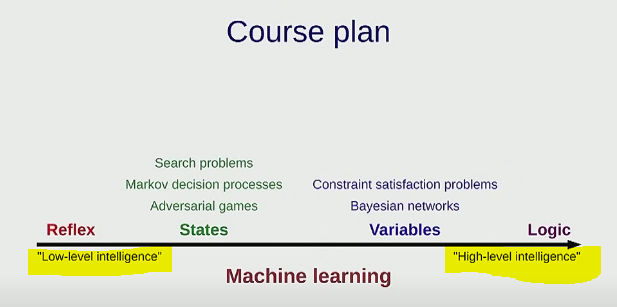 Course plan
Search problems
Markov decision processes
Constraint satisfaction problems
Adversarial games
Bayesian networks
Reflex
States
Variables
Logic
"Low-level intelligence"
"High-level intelligence"
Machine learning